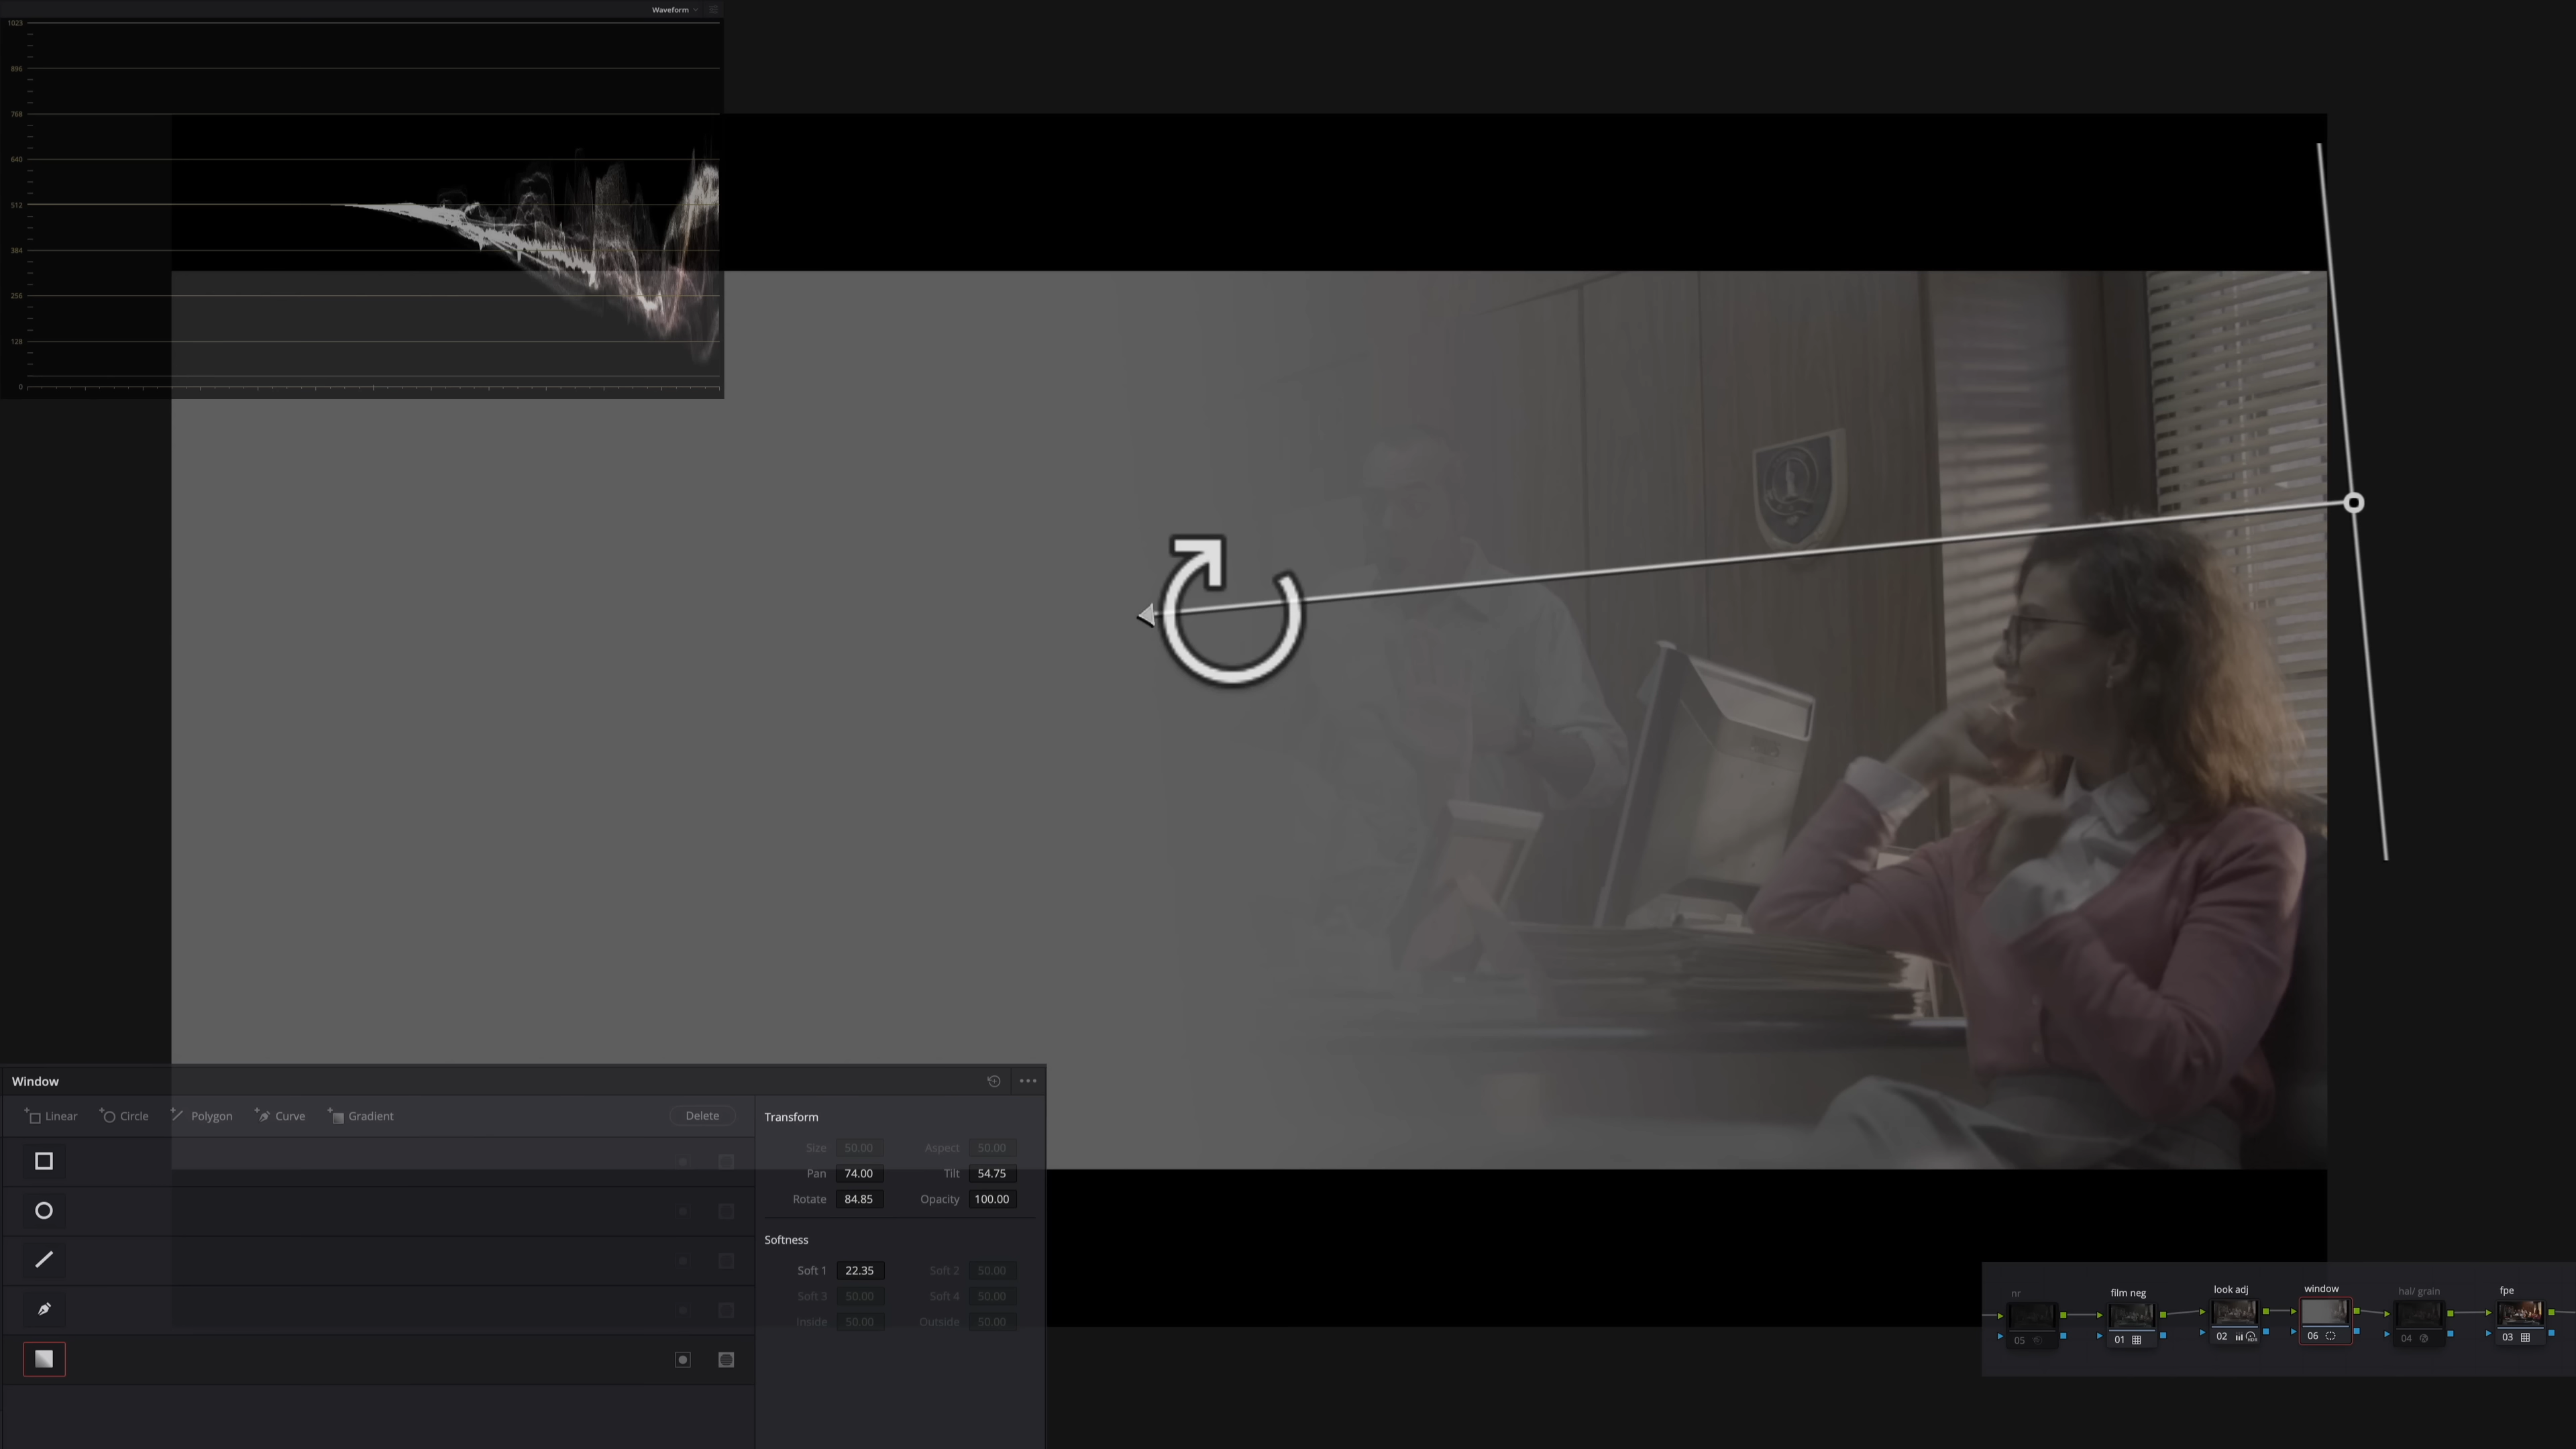 Waveform
1023
896
768
640
512
384
256
128
0
Window
Linear Circle Polygon Curve Gradient Delete
Transform
Size 50.00 Aspect 50.00
Pan 74.00 Tilt 54.75
Rotate 84.85 Opacity 100.00
Softness
Soft 1 22.35 Soft 2 50.00
Soft 3 50.00 Soft 4 50.00
Inside 50.00 Outside 50.00
nr film neg look adj window hal/ grain fpe
05 01 02 06 04 03